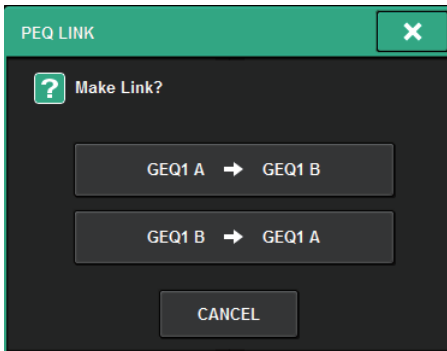 PEQ LINK
Make Link?
GEQ1 A → GEQ1 B
GEQ1 B → GEQ1 A
CANCEL